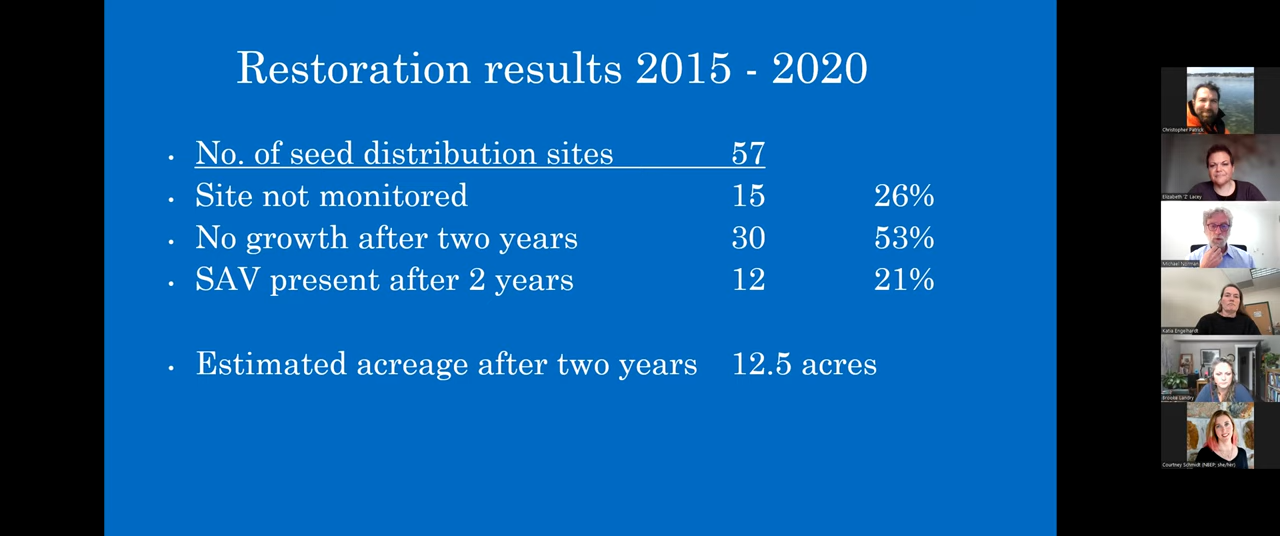 Restoration results 2015 - 2020
• No. of seed distribution sites 57
• Site not monitored 15 26%
• No growth after two years 30 53%
• SAV present after 2 years 12 21%
• Estimated acreage after two years 12.5 acres
Christopher Patrick
Elizabeth 'Z' Lacey
Michael Norman
Katia Engelhardt
Brooke Landry
Courtney Schmidt (NBEP, she/her)